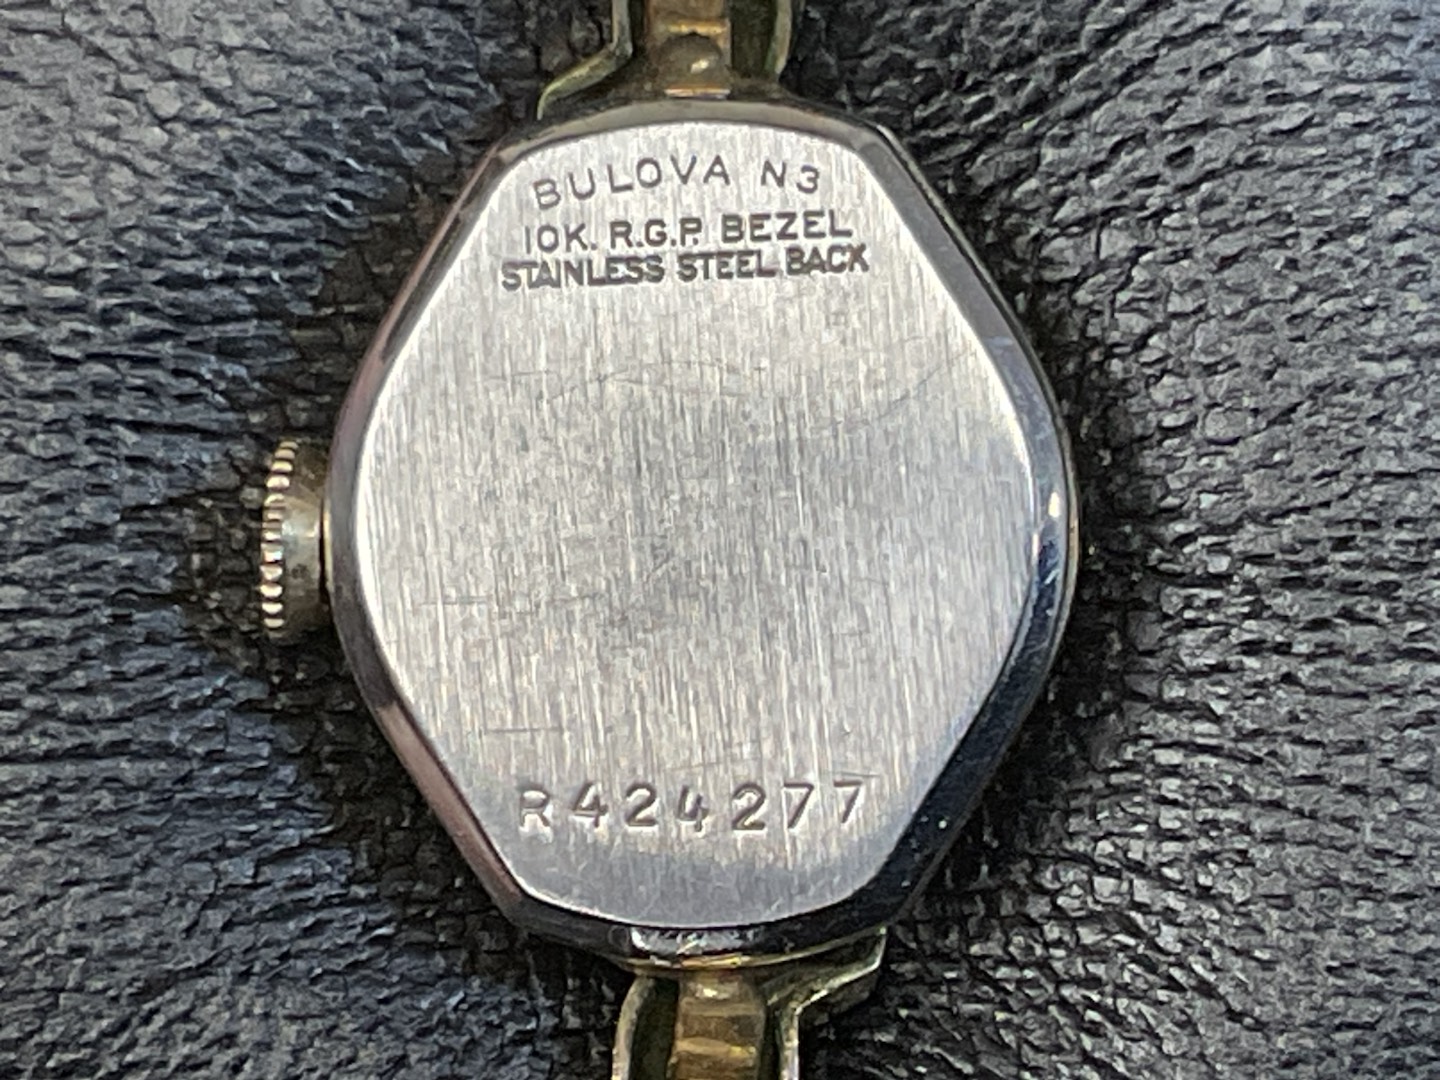 BULOVA N3
10K. R.G.P. BEZEL
STAINLESS STEEL BACK
R424277